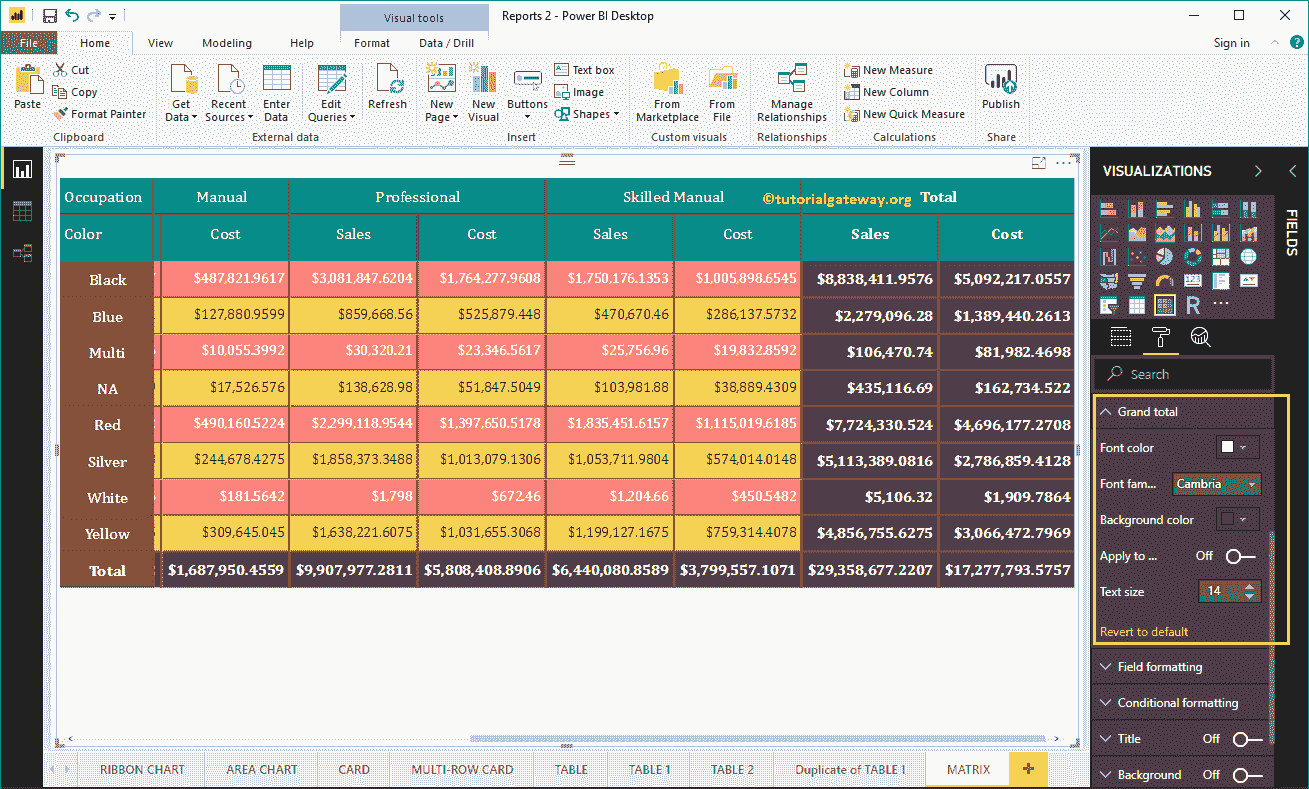 Visual tools
Reports 2 - Power BI Desktop
File Home View Modeling Help Format Data / Drill Sign in
Cut
Copy
Format Painter
Paste
Clipboard
Get Data
Recent Sources
Enter Data
Edit Queries
External data
Refresh
New Page
New Visual
Buttons
Text box
Image
Shapes
Insert
From Marketplace
From File
Custom visuals
Manage Relationships
Relationships
New Measure
New Column
New Quick Measure
Calculations
Publish
Share
Occupation Manual Professional Skilled Manual ©tutorialgateway.org Total
Color Cost Sales Cost Sales Cost Sales Cost
Black $487,821.9617 $3,081,847.6204 $1,764,277.9608 $1,750,176.1353 $1,005,898.6545 $8,838,411.9576 $5,092,217.0557
Blue $127,880.9599 $859,668.56 $525,879.448 $470,670.46 $286,137.5732 $2,279,096.28 $1,389,440.2613
Multi $10,055.3992 $30,320.21 $23,346.5617 $25,756.96 $19,832.8592 $106,470.74 $81,982.4698
NA $17,526.576 $138,628.98 $51,847.5049 $103,981.88 $38,889.4309 $435,116.69 $162,734.522
Red $490,160.5224 $2,299,118.9544 $1,397,650.5178 $1,835,451.6157 $1,115,019.6185 $7,724,330.524 $4,696,177.2708
Silver $244,678.4275 $1,858,373.3488 $1,013,079.1306 $1,053,711.9804 $574,014.0148 $5,113,389.0816 $2,786,859.4128
White $181.5642 $1,798 $672.46 $1,204.66 $450.5482 $5,106.32 $1,909.7864
Yellow $309,645.045 $1,638,221.6075 $1,031,655.3068 $1,199,127.1675 $759,314.4078 $4,856,755.6275 $3,066,472.7969
Total $1,687,950.4559 $9,907,977.2811 $5,808,408.8906 $6,440,080.8589 $3,799,557.1071 $29,358,677.2207 $17,277,793.5757
VISUALIZATIONS
FIELDS
Search
Grand total
Font color
Font fam... Cambria
Background color
Apply to ... Off
Text size 14
Revert to default
Field formatting
Conditional formatting
Title Off
Background Off
RIBBON CHART AREA CHART CARD MULTI-ROW CARD TABLE TABLE 1 TABLE 2 Duplicate of TABLE 1 MATRIX +